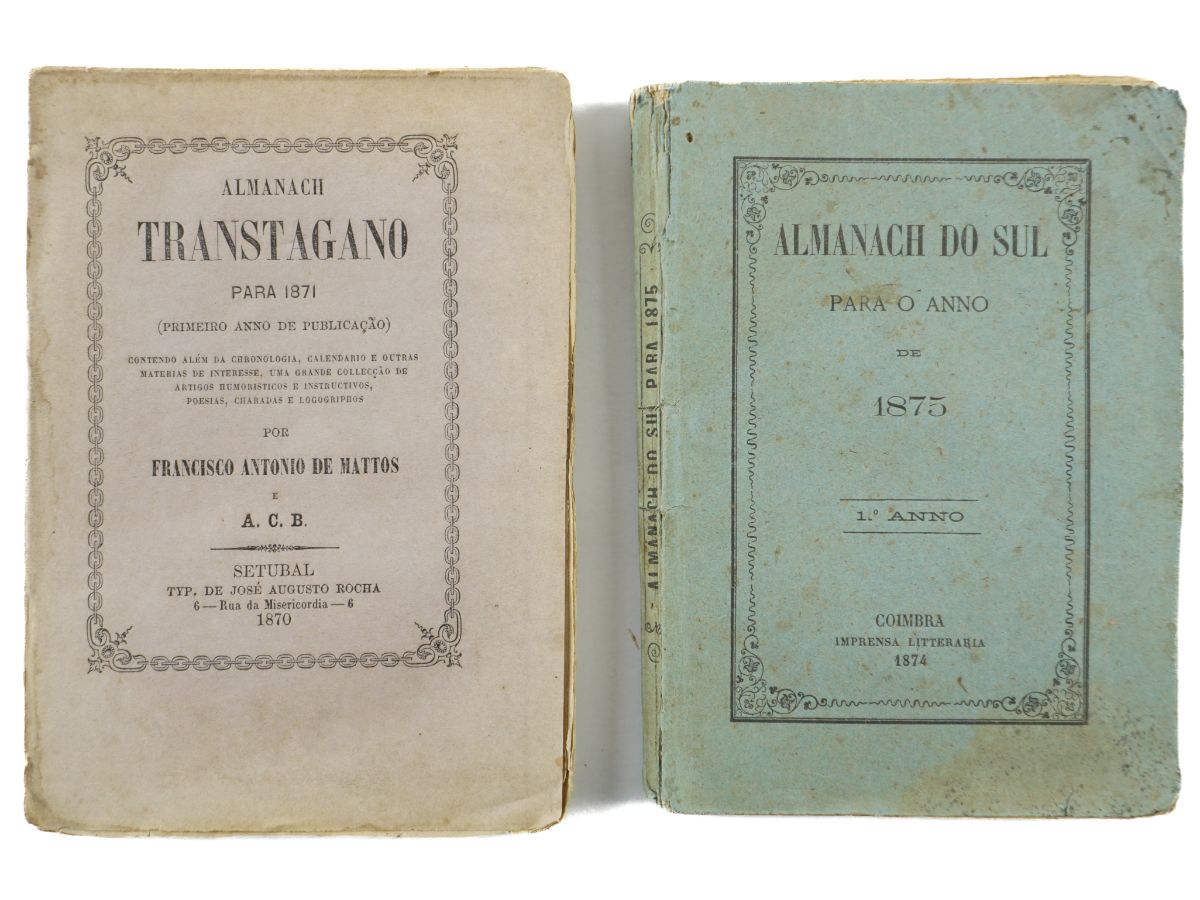 ALMANACH
TRANSTAGANO
PARA 1871
(PRIMEIRO ANNO DE PUBLICAÇÃO)
CONTENDO ALÉM DA CHRONOLOGIA, CALENDARIO E OUTRAS
MATERIAS DE INTERESSE, UMA GRANDE COLLECÇÃO DE
ARTIGOS HUMORISTICOS E INSTRUCTIVOS,
POESIAS, CHARADAS E LOGOGRIPHOS
POR
FRANCISCO ANTONIO DE MATTOS
E
A. C. B.
SETUBAL
TYP. DE JOSÉ AUGUSTO ROCHA
6 — Rua da Misericordia — 6
1870
ALMANACH DO SUL PARA 1875
ALMANACH DO SUL
PARA O ANNO
DE
1875
1.º ANNO
COIMBRA
IMPRENSA LITTERARIA
1874